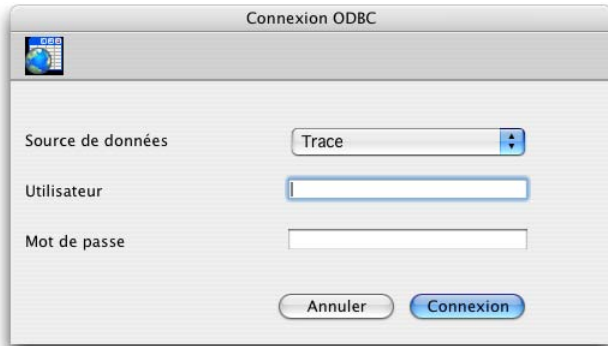 Connexion ODBC
Source de données Trace
Utilisateur
Mot de passe
Annuler Connexion